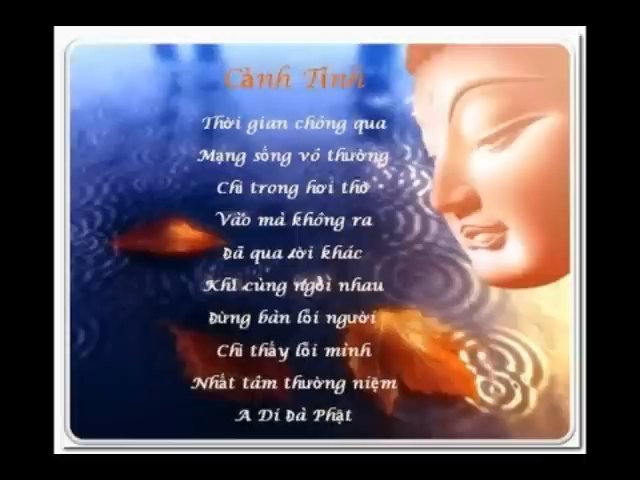 Cảnh Tỉnh
Thời gian chóng qua
Mạng sống vô thường
Chỉ trong hơi thở
Vào mà không ra
Đã qua đời khác
Khi cùng ngồi nhau
Đừng bàn lỗi người
Chỉ thấy lỗi mình
Nhất tâm thường niệm
A Di Đà Phật